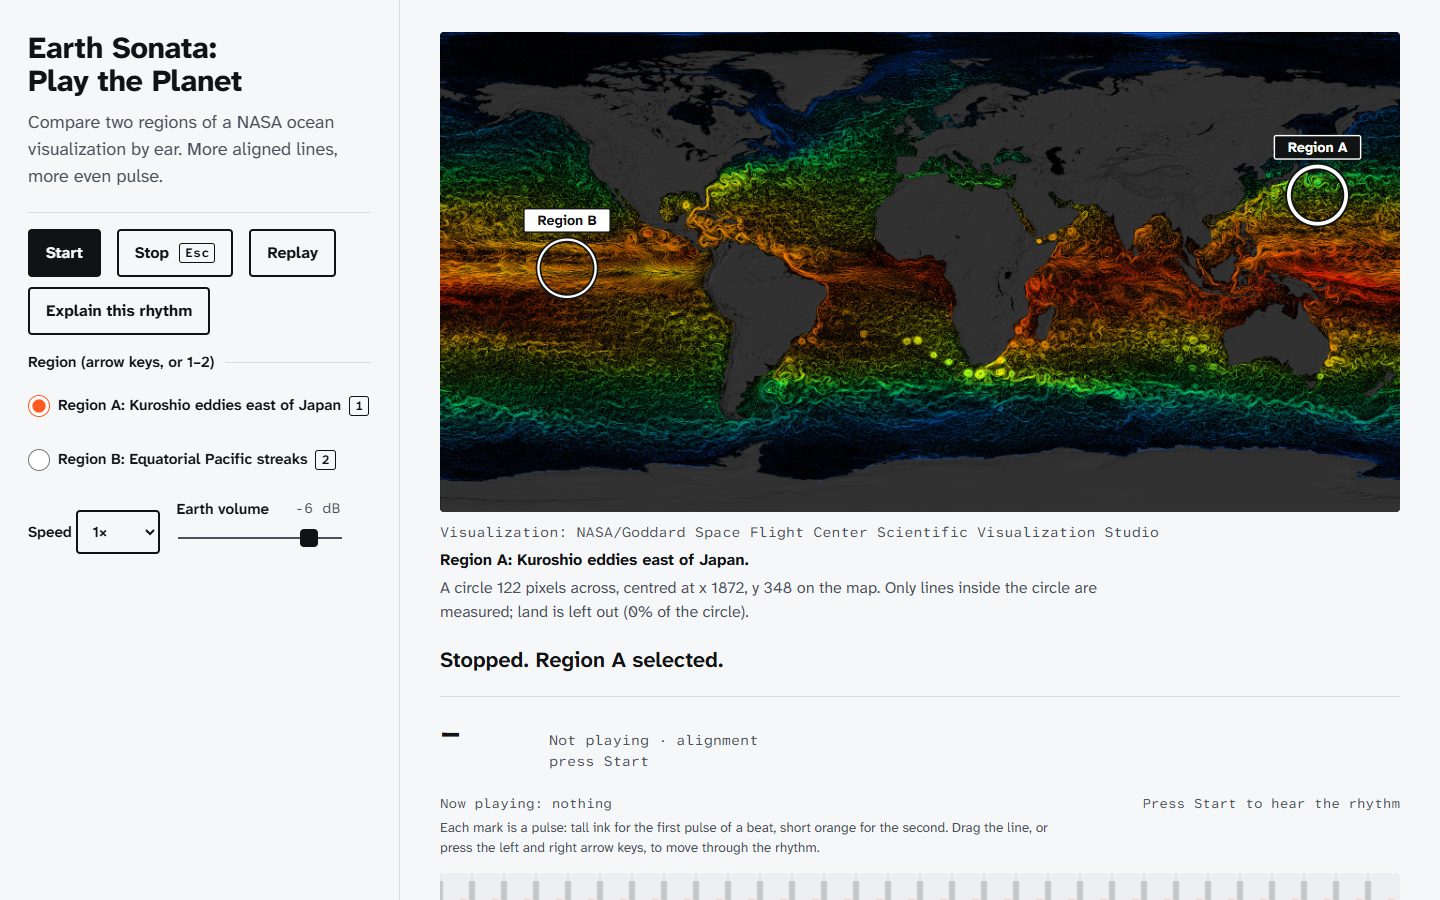 Earth Sonata:
Play the Planet
Compare two regions of a NASA ocean
visualization by ear. More aligned lines,
more even pulse.
Start
Stop Esc
Replay
Explain this rhythm
Region (arrow keys, or 1–2)
Region A: Kuroshio eddies east of Japan 1
Region B: Equatorial Pacific streaks 2
Speed 1×
Earth volume -6 dB
Region A
Region B
Visualization: NASA/Goddard Space Flight Center Scientific Visualization Studio
Region A: Kuroshio eddies east of Japan.
A circle 122 pixels across, centred at x 1872, y 348 on the map. Only lines inside the circle are
measured; land is left out (0% of the circle).
Stopped. Region A selected.
–
Not playing · alignment
press Start
Now playing: nothing
Press Start to hear the rhythm
Each mark is a pulse: tall ink for the first pulse of a beat, short orange for the second. Drag the line, or
press the left and right arrow keys, to move through the rhythm.